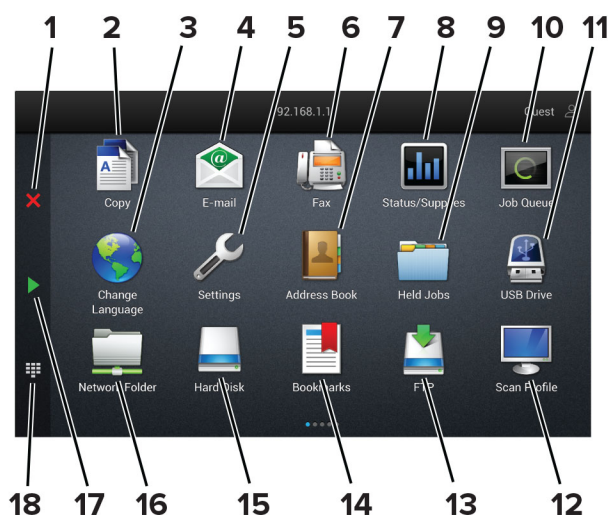 1 2 3 4 5 6 7 8 9 10 11
92.168.1.1
Guest
Copy E-mail Fax Status/Supplies Job Queue
Change Settings Address Book Held Jobs USB Drive
Language
Network Folder Hard Disk Bookmarks FTP Scan Profile
18 17 16 15 14 13 12